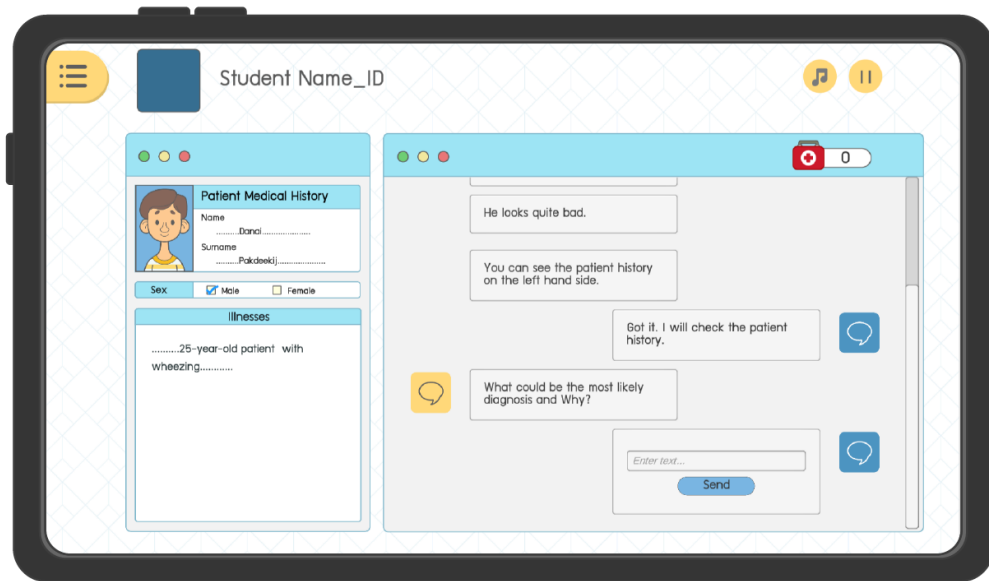 Student Name_ID
Patient Medical History
Name
..........Danai.....................
Surname
..........Pakdeekij.....................
Sex Male Female
Illnesses
..........25-year-old patient with
wheezing............
0
He looks quite bad.
You can see the patient history
on the left hand side.
Got it. I will check the patient
history.
What could be the most likely
diagnosis and Why?
Enter text...
Send